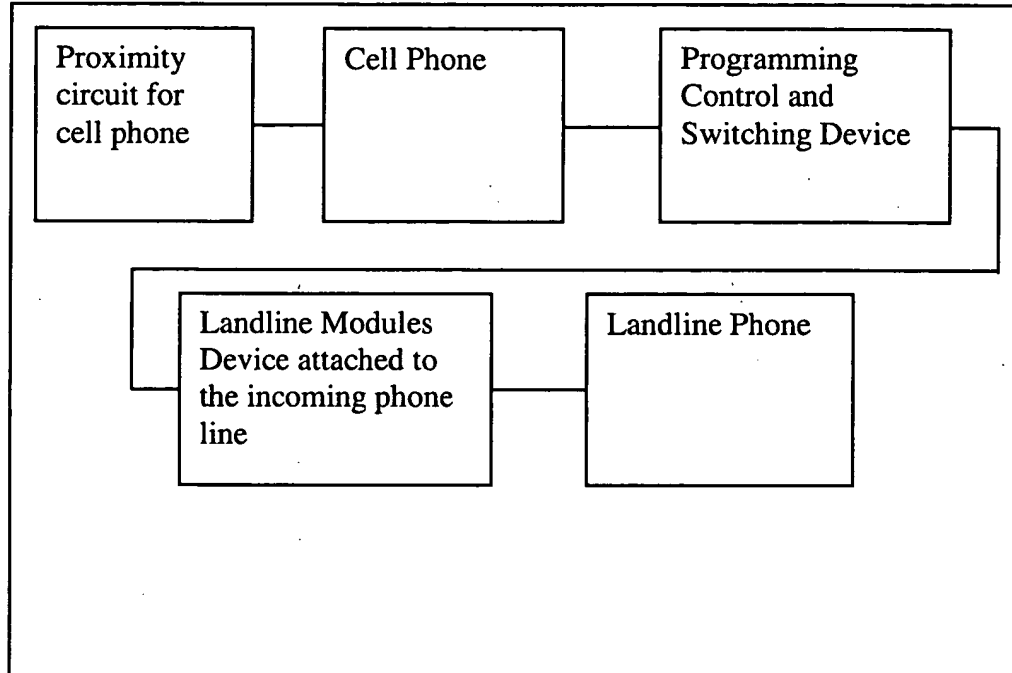 Proximity
circuit for
cell phone
Cell Phone
Programming
Control and
Switching Device
Landline Modules
Device attached to
the incoming phone
line
Landline Phone